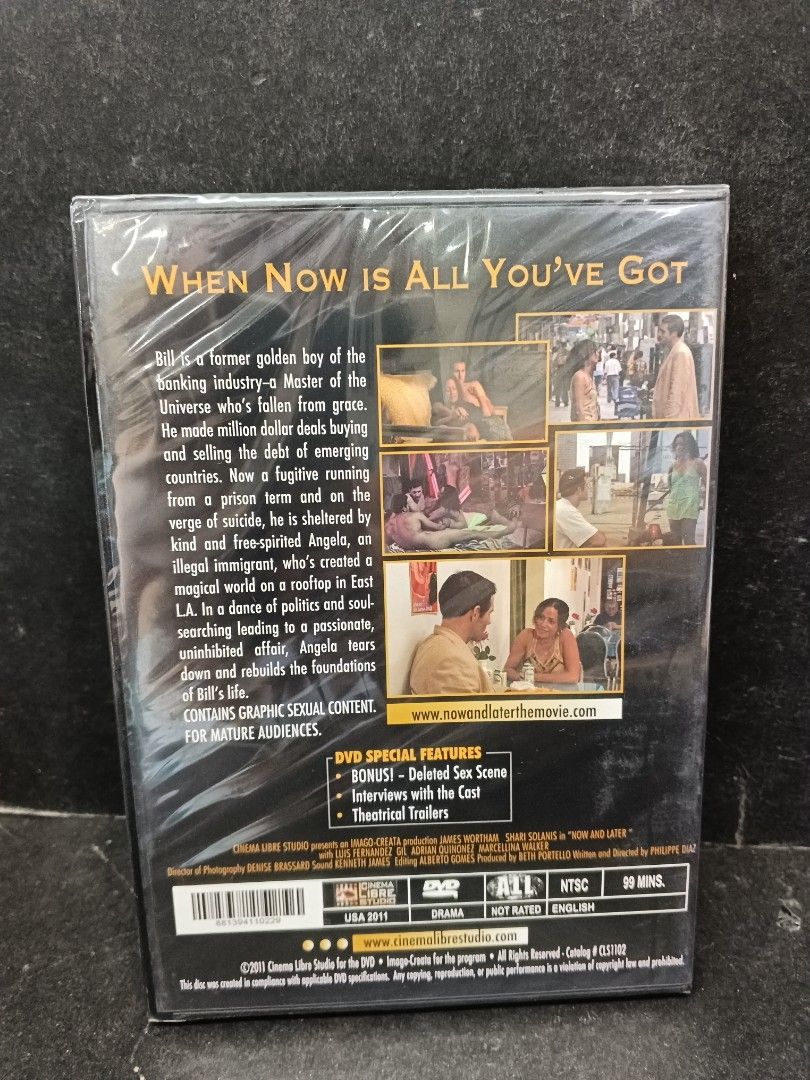 WHEN NOW IS ALL YOU'VE GOT
Bill is a former golden boy of the
banking industry–a Master of the
Universe who's fallen from grace.
He made million dollar deals buying
and selling the debt of emerging
countries. Now a fugitive running
from a prison term and on the
verge of suicide, he is sheltered by
kind and free-spirited Angela, an
illegal immigrant, who's created a
magical world on a rooftop in East
L.A. In a dance of politics and soul-
searching leading to a passionate,
uninhibited affair, Angela tears
down and rebuilds the foundations
of Bill's life.
CONTAINS GRAPHIC SEXUAL CONTENT.
FOR MATURE AUDIENCES.
www.nowandlaterthemovie.com
DVD SPECIAL FEATURES
• BONUS! – Deleted Sex Scene
• Interviews with the Cast
• Theatrical Trailers
CINEMA LIBRE STUDIO presents an IMAGO-CREATA production JAMES WORTHAM SHARI SOLANIS in "NOW AND LATER"
with LUIS FERNANDEZ GIL ADRIAN QUINONEZ MARCELLINA WALKER
Director of Photography DENISE BRASSARD Sound KENNETH JAMES Editing ALBERTO GOMES Produced by BETH PORTELLO Written and Directed by PHILIPPE DIAZ
881394110229
CINEMA LIBRE STUDIO
DVD
ALL
NTSC
99 MINS.
USA 2011
DRAMA
NOT RATED
ENGLISH
www.cinemalibrestudio.com
©2011 Cinema Libre Studio for the DVD • Imago-Creata for the program • All Rights Reserved - Catalog # CLS1102
This disc was created in compliance with applicable DVD specifications. Any copying, reproduction, or public performance is a violation of copyright law and prohibited.